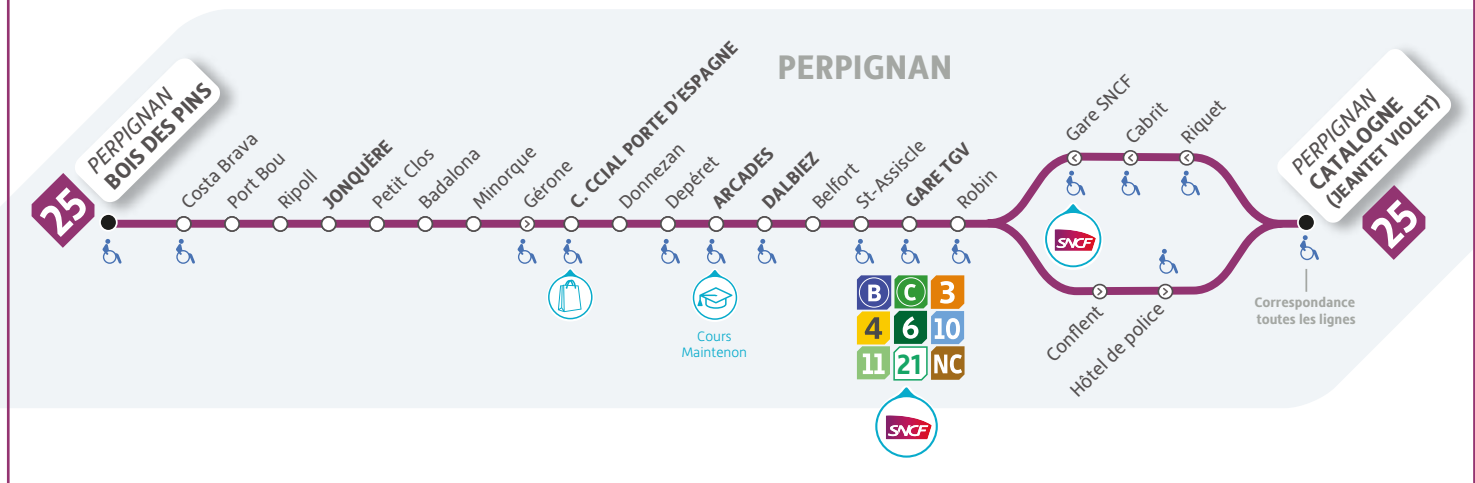 PERPIGNAN
25
PERPIGNAN
BOIS DES PINS
Costa Brava
Port Bou
Ripoll
JONQUÈRE
Petit Clos
Badalona
Minorque
Gérone
C. CCIAL PORTE D'ESPAGNE
Donnezan
Depéret
ARCADES
DALBIEZ
Belfort
St-Assiscle
GARE TGV
Robin
Gare SNCF
Cabrit
Riquet
PERPIGNAN
CATALOGNE
(JEANTET VIOLET)
25
SNCF
Cours
Maintenon
B C 3
4 6 10
11 21 NC
SNCF
Conflent
Hôtel de police
Correspondance
toutes les lignes